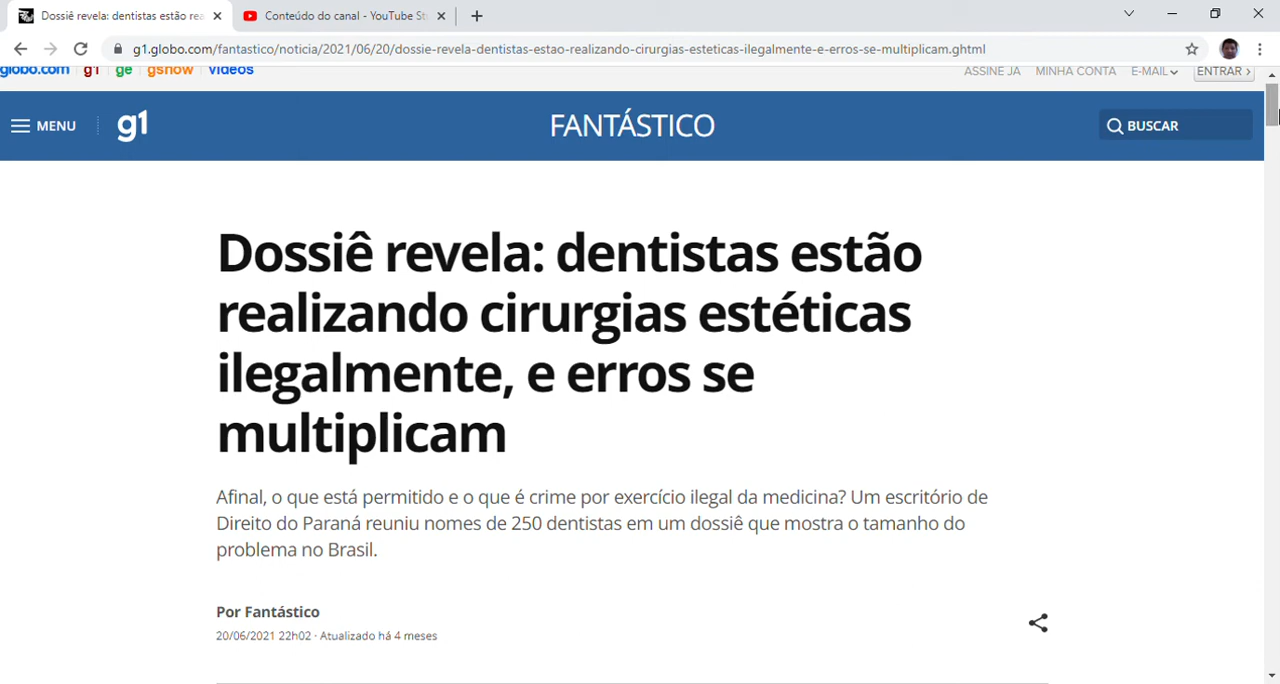 Dossiê revela: dentistas estão rea
Conteúdo do canal - YouTube St
g1.globo.com/fantastico/noticia/2021/06/20/dossie-revela-dentistas-estao-realizando-cirurgias-esteticas-ilegalmente-e-erros-se-multiplicam.ghtml
globo.com g1 ge gshow vídeos ASSINE JÁ MINHA CONTA E-MAIL ENTRAR ›
MENU g1 FANTÁSTICO BUSCAR
Dossiê revela: dentistas estão
realizando cirurgias estéticas
ilegalmente, e erros se
multiplicam
Afinal, o que está permitido e o que é crime por exercício ilegal da medicina? Um escritório de
Direito do Paraná reuniu nomes de 250 dentistas em um dossiê que mostra o tamanho do
problema no Brasil.
Por Fantástico
20/06/2021 22h02 · Atualizado há 4 meses